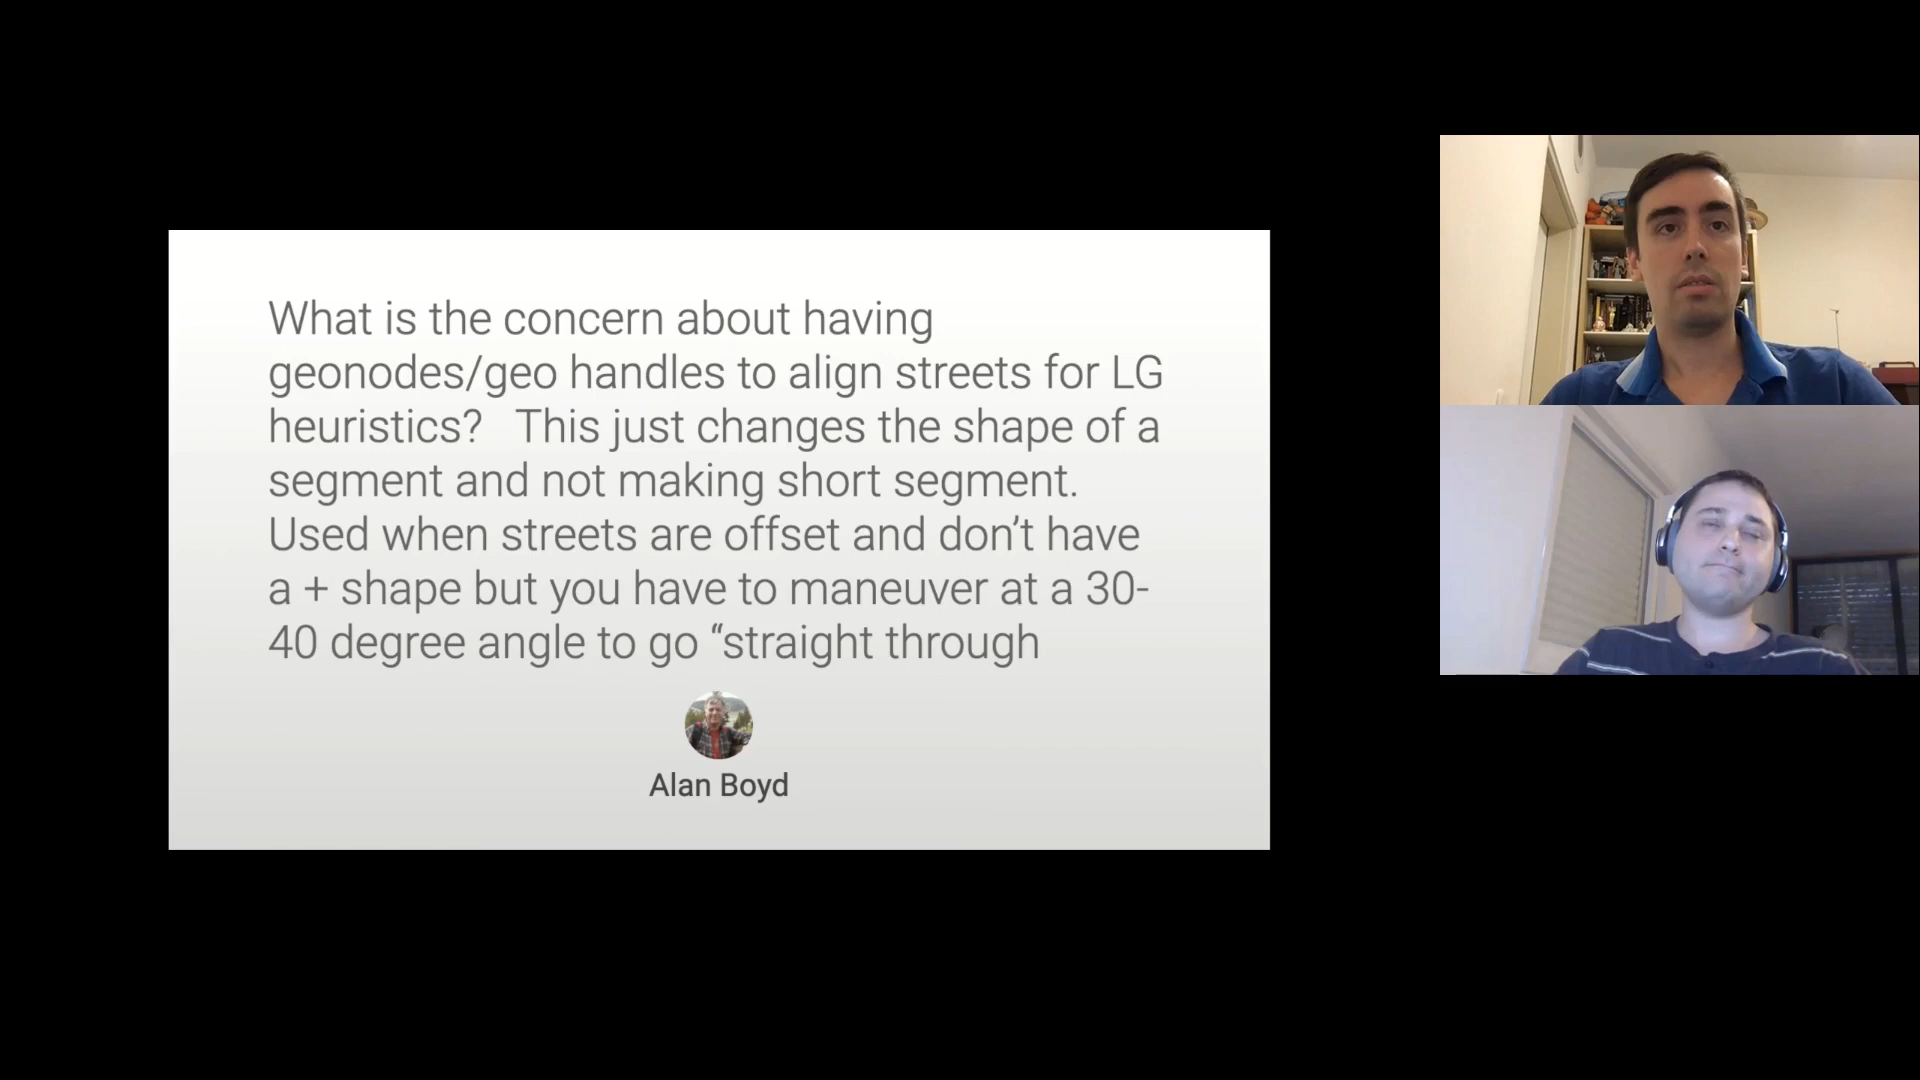 What is the concern about having
geonodes/geo handles to align streets for LG
heuristics?   This just changes the shape of a
segment and not making short segment.
Used when streets are offset and don’t have
a + shape but you have to maneuver at a 30-
40 degree angle to go “straight through
Alan Boyd